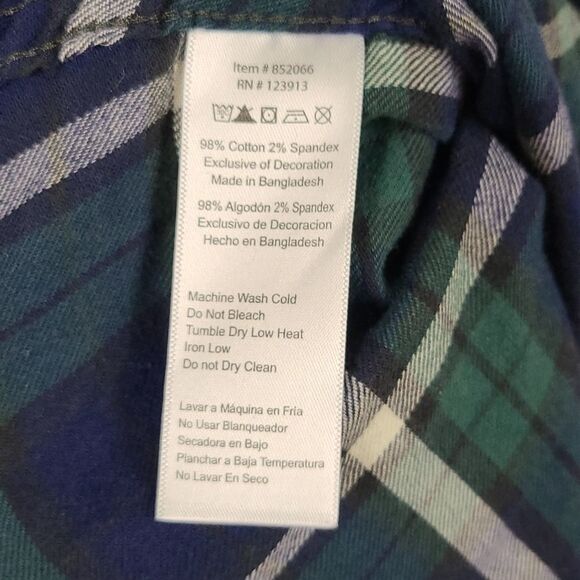 Item # 852066
RN # 123913
98% Cotton 2% Spandex
Exclusive of Decoration
Made in Bangladesh
98% Algodón 2% Spandex
Exclusivo de Decoracion
Hecho en Bangladesh
Machine Wash Cold
Do Not Bleach
Tumble Dry Low Heat
Iron Low
Do not Dry Clean
Lavar a Máquina en Fría
No Usar Blanqueador
Secadora en Bajo
Planchar a Baja Temperatura
No Lavar En Seco